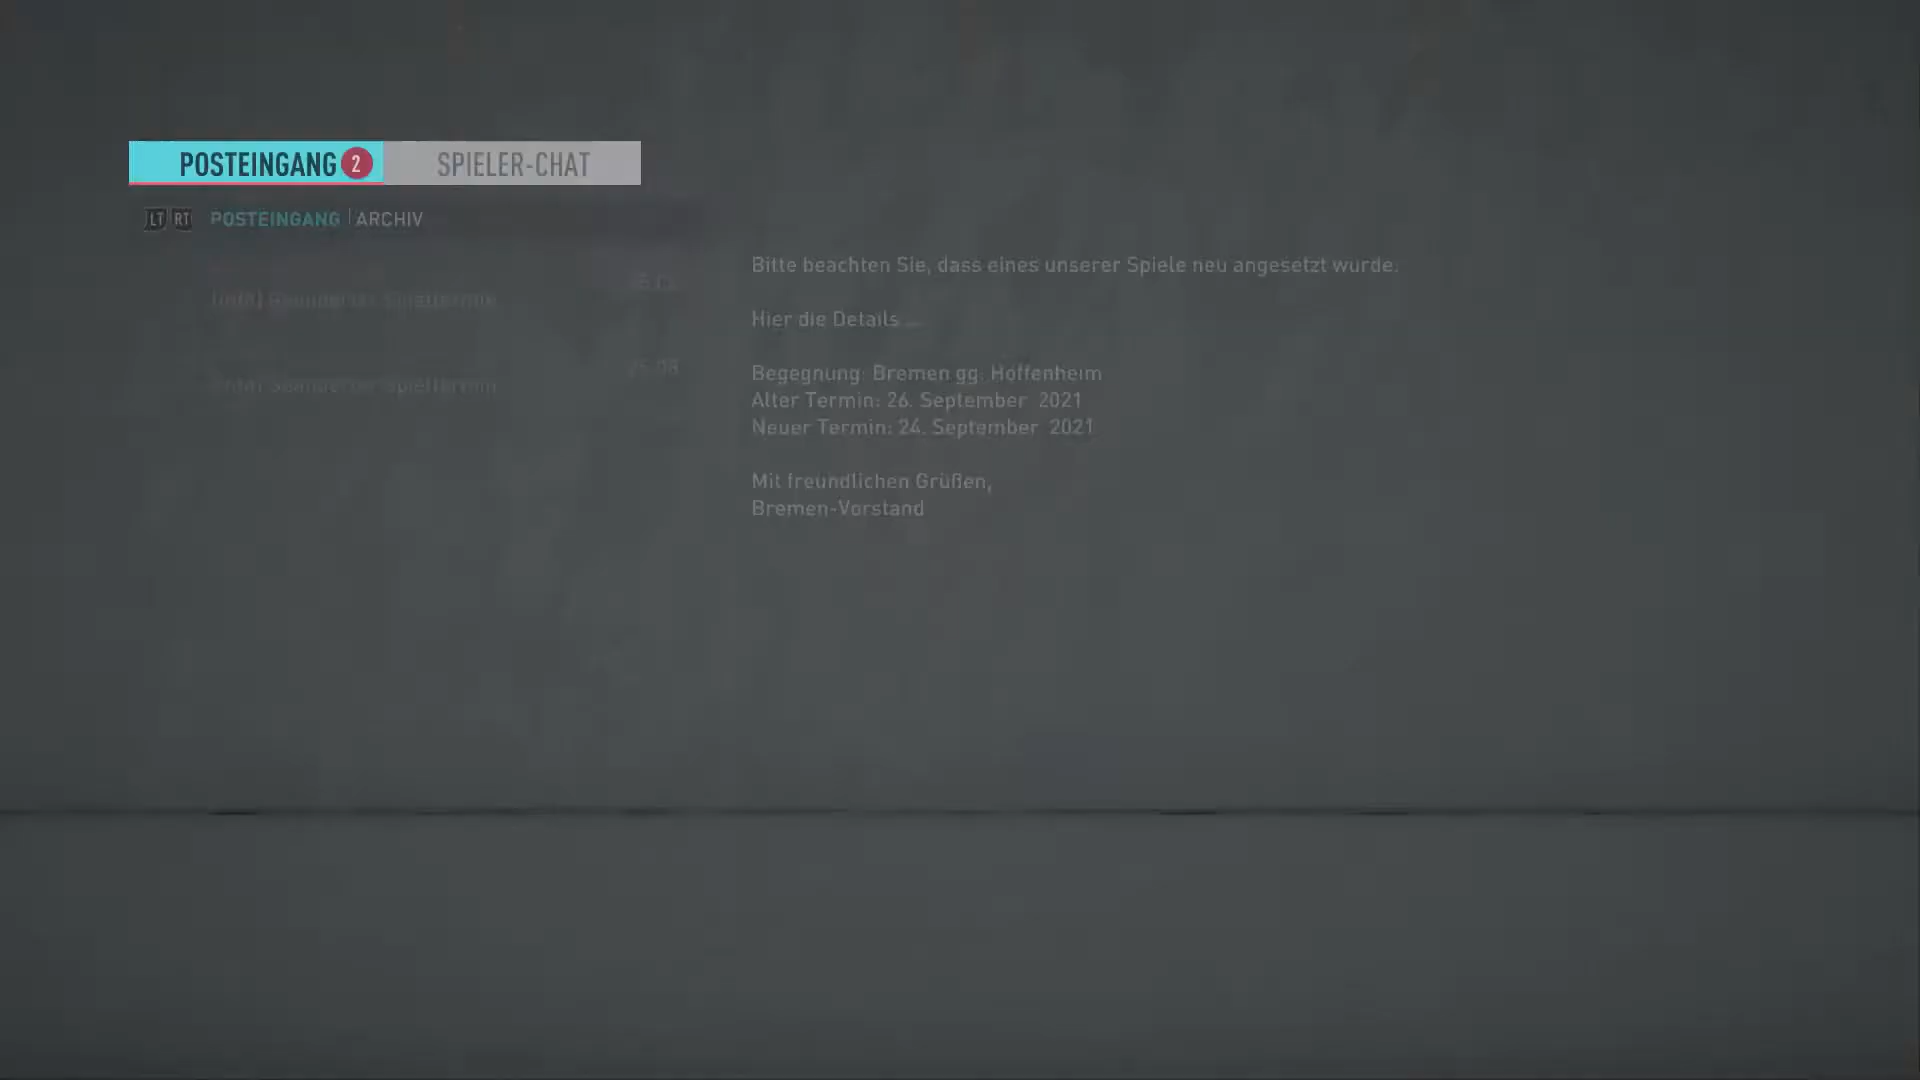 POSTEINGANG 2
SPIELER-CHAT
LT RT POSTEINGANG | ARCHIV
Bitte beachten Sie, dass eines unserer Spiele neu angesetzt wurde.
Hier die Details ...
Begegnung: Bremen gg. Hoffenheim
Alter Termin: 26. September 2021
Neuer Termin: 24. September 2021
Mit freundlichen Grüßen,
Bremen-Vorstand